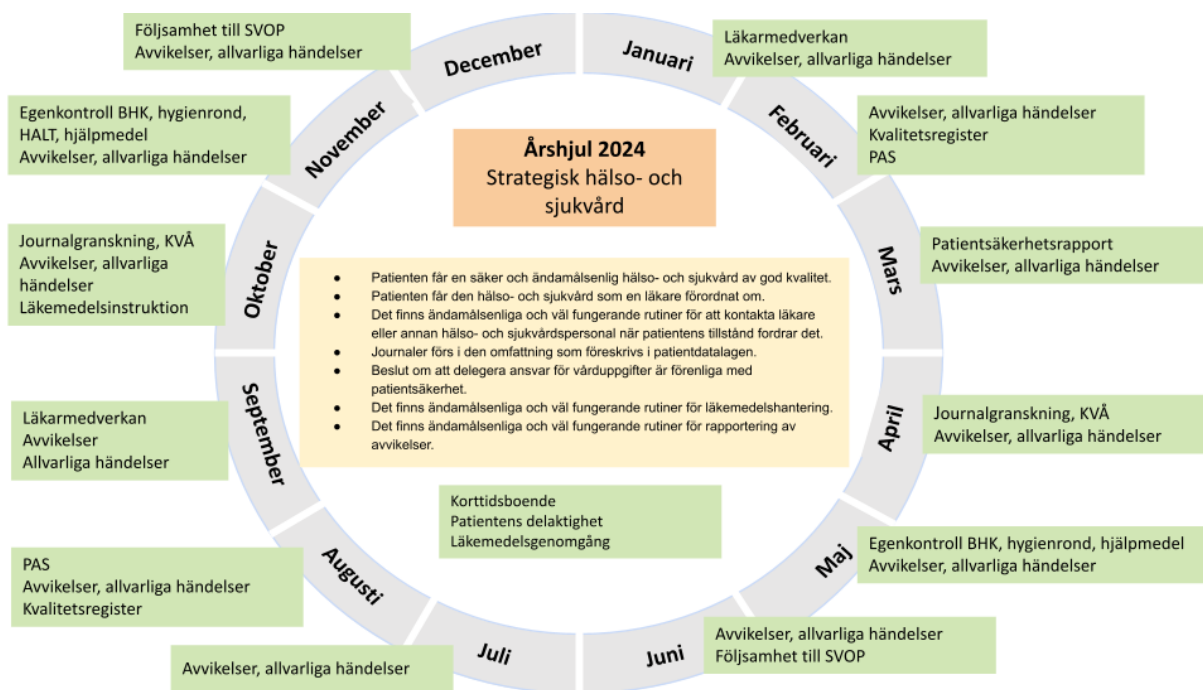 Årshjul 2024
Strategisk hälso- och
sjukvård
Januari
Läkarmedverkan
Avvikelser, allvarliga händelser
Februari
Avvikelser, allvarliga händelser
Kvalitetsregister
PAS
Mars
Patientsäkerhetsrapport
Avvikelser, allvarliga händelser
April
Journalgranskning, KVÅ
Avvikelser, allvarliga händelser
Maj
Egenkontroll BHK, hygienrond, hjälpmedel
Avvikelser, allvarliga händelser
Juni
Avvikelser, allvarliga händelser
Följsamhet till SVOP
Juli
Avvikelser, allvarliga händelser
Augusti
PAS
Avvikelser, allvarliga händelser
Kvalitetsregister
September
Läkarmedverkan
Avvikelser
Allvarliga händelser
Oktober
Journalgranskning, KVÅ
Avvikelser, allvarliga
händelser
Läkemedelsinstruktion
November
Egenkontroll BHK, hygienrond,
HALT, hjälpmedel
Avvikelser, allvarliga händelser
December
Följsamhet till SVOP
Avvikelser, allvarliga händelser
● Patienten får en säker och ändamålsenlig hälso- och sjukvård av god kvalitet.
● Patienten får den hälso- och sjukvård som en läkare förordnat om.
● Det finns ändamålsenliga och väl fungerande rutiner för att kontakta läkare
eller annan hälso- och sjukvårdspersonal när patientens tillstånd fordrar det.
● Journaler förs i den omfattning som föreskrivs i patientdatalagen.
● Beslut om att delegera ansvar för vårduppgifter är förenliga med
patientsäkerhet.
● Det finns ändamålsenliga och väl fungerande rutiner för läkemedelshantering.
● Det finns ändamålsenliga och väl fungerande rutiner för rapportering av
avvikelser.
Korttidsboende
Patientens delaktighet
Läkemedelsgenomgång